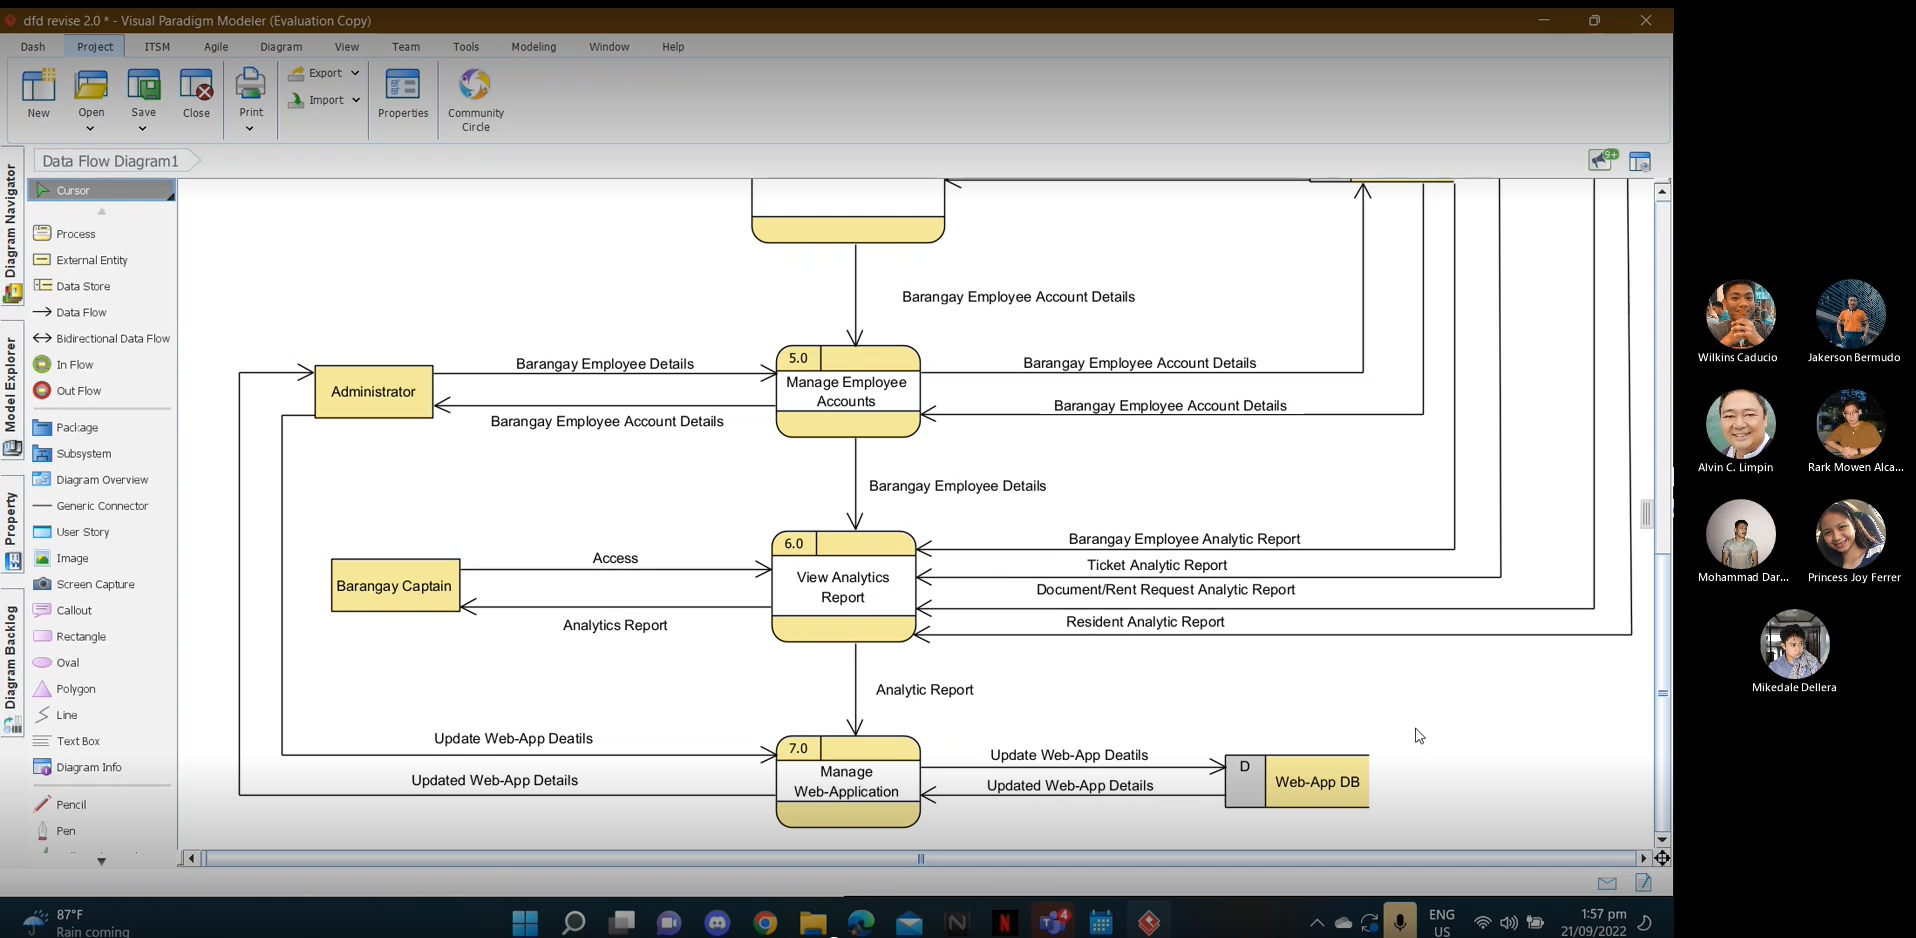 dfd revise 2.0 * - Visual Paradigm Modeler (Evaluation Copy)
Dash Project ITSM Agile Diagram View Team Tools Modeling Window Help
New
Open
Save
Close
Print
Export
Import
Properties
Community
Circle
Data Flow Diagram1
9+
Diagram Navigator
Model Explorer
Property
Diagram Backlog
Cursor
Process
External Entity
Data Store
Data Flow
Bidirectional Data Flow
In Flow
Out Flow
Package
Subsystem
Diagram Overview
Generic Connector
User Story
Image
Screen Capture
Callout
Rectangle
Oval
Polygon
Line
Text Box
Diagram Info
Pencil
Pen
Barangay Employee Account Details
Administrator
Barangay Employee Details
Barangay Employee Account Details
5.0
Manage Employee
Accounts
Barangay Employee Account Details
Barangay Employee Account Details
Barangay Employee Details
Barangay Captain
Access
Analytics Report
6.0
View Analytics
Report
Barangay Employee Analytic Report
Ticket Analytic Report
Document/Rent Request Analytic Report
Resident Analytic Report
Analytic Report
Update Web-App Deatils
Updated Web-App Details
7.0
Manage
Web-Application
Update Web-App Deatils
Updated Web-App Details
D
Web-App DB
Wilkins Caducio
Jakerson Bermudo
Alvin C. Limpin
Rark Mowen Alca...
Mohammad Dar...
Princess Joy Ferrer
Mikedale Dellera
87°F
Rain coming
4
ENG
US
1:57 pm
21/09/2022